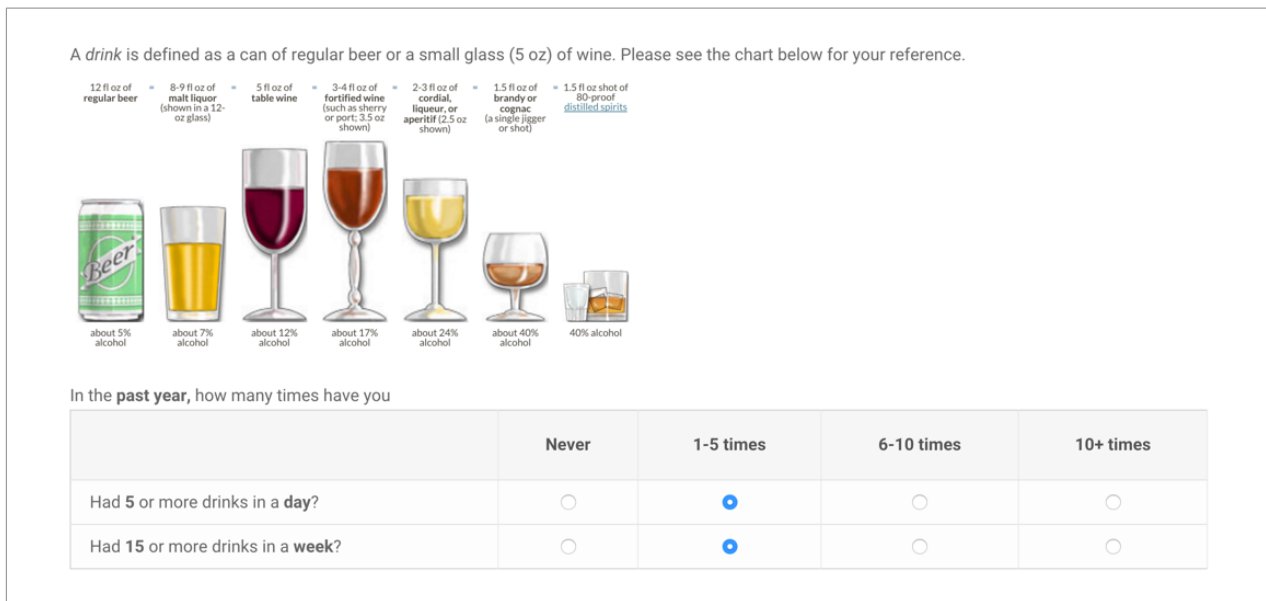 A drink is defined as a can of regular beer or a small glass (5 oz) of wine. Please see the chart below for your reference.
12 fl oz of
regular beer
=
8-9 fl oz of
malt liquor
(shown in a 12-
oz glass)
=
5 fl oz of
table wine
=
3-4 fl oz of
fortified wine
(such as sherry
or port; 3.5 oz
shown)
=
2-3 fl oz of
cordial,
liqueur, or
aperitif (2.5 oz
shown)
=
1.5 fl oz of
brandy or
cognac
(a single jigger
or shot)
=
1.5 fl oz shot of
80-proof
distilled spirits
Beer
about 5%
alcohol
about 7%
alcohol
about 12%
alcohol
about 17%
alcohol
about 24%
alcohol
about 40%
alcohol
40% alcohol
In the past year, how many times have you
Never 1-5 times 6-10 times 10+ times
Had 5 or more drinks in a day?
Had 15 or more drinks in a week?